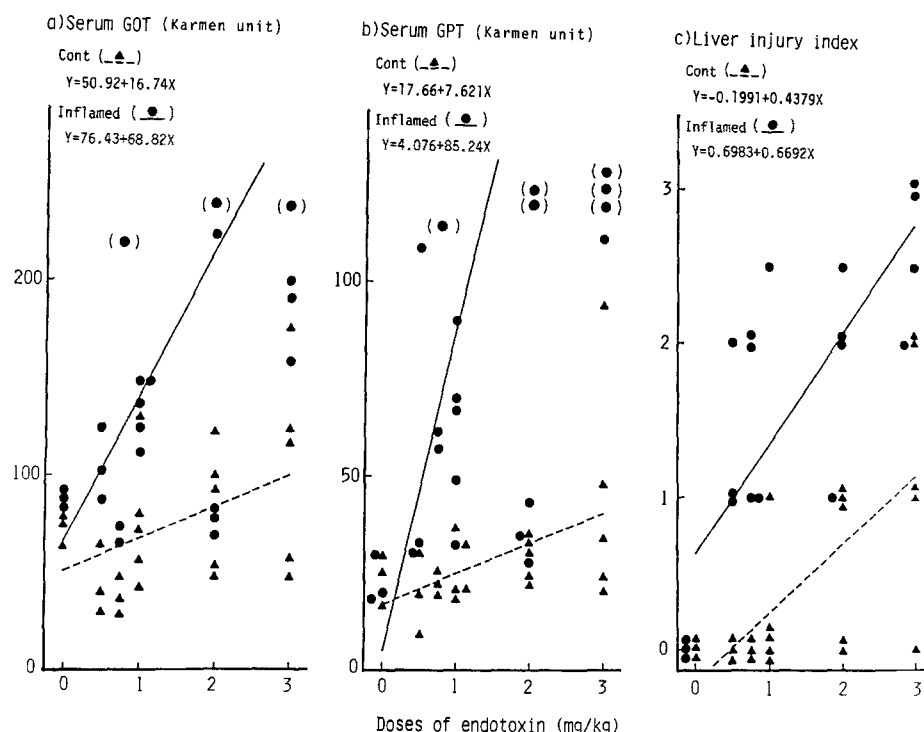 a)Serum GOT (Karmen unit)
Cont (_▲_)
Y=50.92+16.74X
Inflamed (●)
Y=76.43+68.82X
200
100
0
0 1 2 3
b)Serum GPT (Karmen unit)
Cont (_▲_)
Y=17.66+7.621X
Inflamed (●)
Y=4.076+85.24X
100
50
0
0 1 2 3
c)Liver injury index
Cont (_▲_)
Y=-0.1991+0.4379X
Inflamed (●)
Y=0.6983+0.6692X
3
2
1
0
0 1 2 3
Doses of endotoxin (mg/kg)